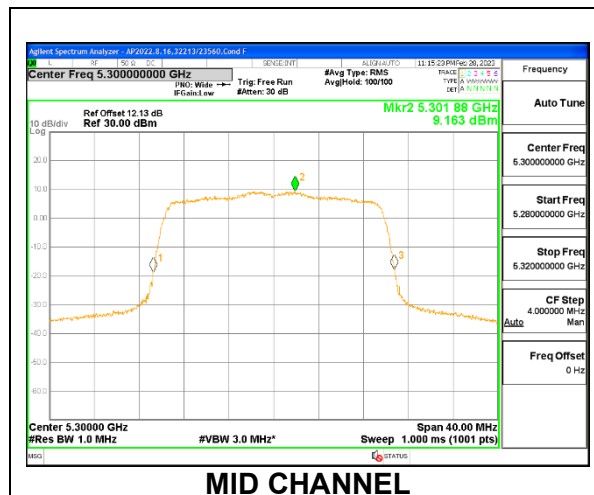 Agilent Spectrum Analyzer - AP2022.8.16,32213/23560,Cond F
L RF 50 Ω DC SENSE:INT ALIGN AUTO 11:15:23 PM Feb 28, 2023
Center Freq 5.300000000 GHz
PNO: Wide
IFGain:Low
Trig: Free Run
#Atten: 30 dB
#Avg Type: RMS
Avg|Hold: 100/100
TRACE 1 2 3 4 5 6
TYPE A WWWWW
DET A N N N N N
Ref Offset 12.13 dB
10 dB/div Ref 30.00 dBm
Log
Mkr2 5.301 88 GHz
9.163 dBm
20.0
10.0
0.00
-10.0
-20.0
-30.0
-40.0
-50.0
-60.0
1
2
3
Center 5.30000 GHz
Span 40.00 MHz
#Res BW 1.0 MHz #VBW 3.0 MHz* Sweep 1.000 ms (1001 pts)
MSG STATUS
Frequency
Auto Tune
Center Freq
5.300000000 GHz
Start Freq
5.280000000 GHz
Stop Freq
5.320000000 GHz
CF Step
4.000000 MHz
Auto Man
Freq Offset
0 Hz
MID CHANNEL